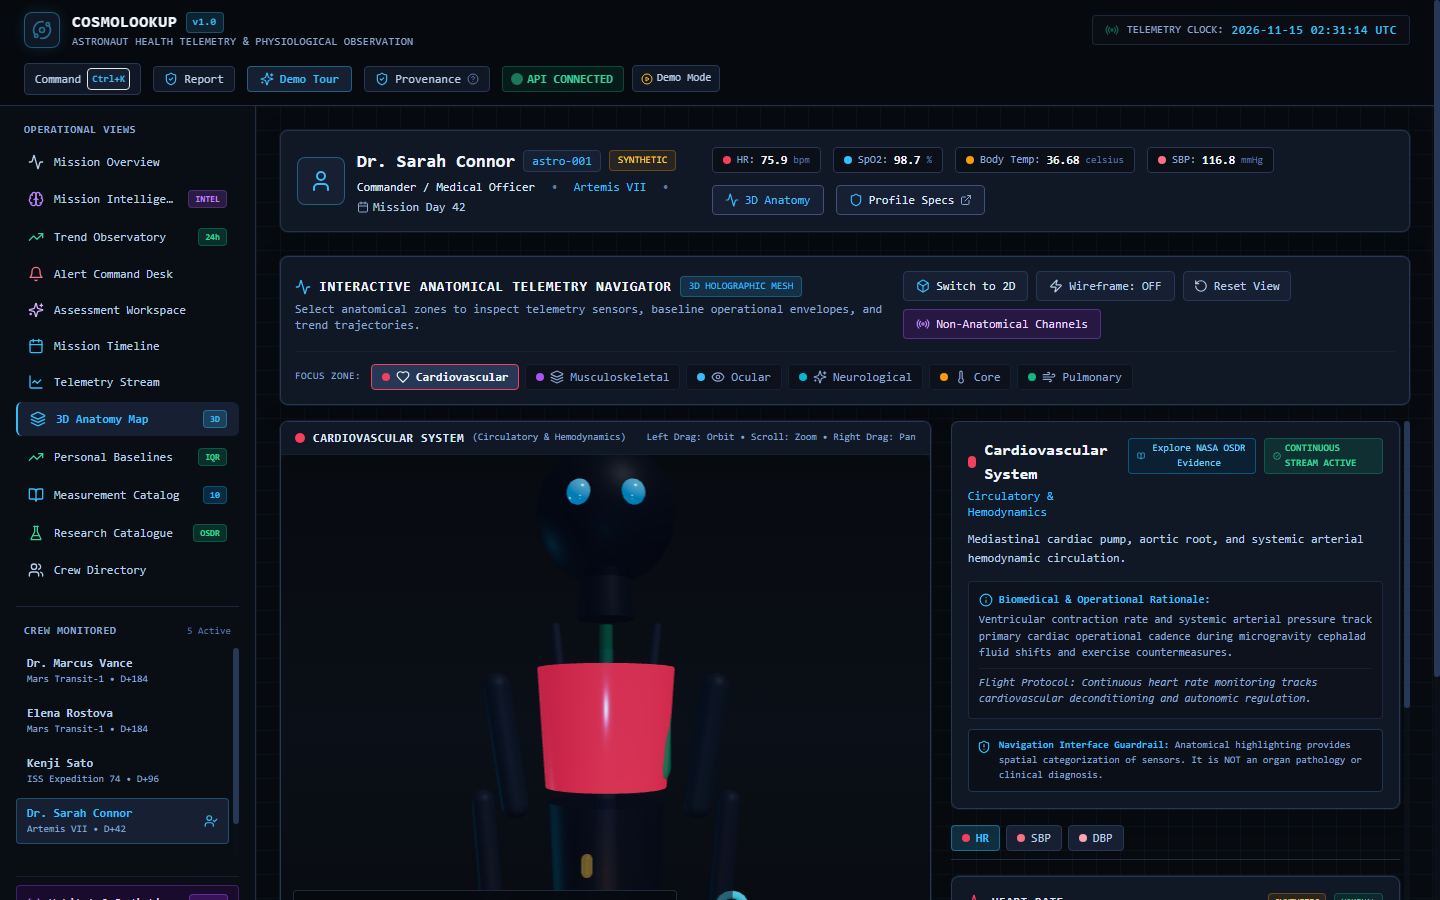 COSMOLOOKUP v1.0
ASTRONAUT HEALTH TELEMETRY & PHYSIOLOGICAL OBSERVATION
TELEMETRY CLOCK: 2026-11-15 02:31:14 UTC
Command Ctrl+K Report Demo Tour Provenance ? API CONNECTED Demo Mode
OPERATIONAL VIEWS
Mission Overview
Mission Intellige… INTEL
Trend Observatory 24h
Alert Command Desk
Assessment Workspace
Mission Timeline
Telemetry Stream
3D Anatomy Map 3D
Personal Baselines IQR
Measurement Catalog 10
Research Catalogue OSDR
Crew Directory
CREW MONITORED 5 Active
Dr. Marcus Vance
Mars Transit-1 • D+184
Elena Rostova
Mars Transit-1 • D+184
Kenji Sato
ISS Expedition 74 • D+96
Dr. Sarah Connor
Artemis VII • D+42
Dr. Sarah Connor astro-001 SYNTHETIC
Commander / Medical Officer • Artemis VII •
Mission Day 42
HR: 75.9 bpm SpO2: 98.7 % Body Temp: 36.68 celsius SBP: 116.8 mmHg
3D Anatomy Profile Specs
INTERACTIVE ANATOMICAL TELEMETRY NAVIGATOR 3D HOLOGRAPHIC MESH
Select anatomical zones to inspect telemetry sensors, baseline operational envelopes, and
trend trajectories.
Switch to 2D Wireframe: OFF Reset View
Non-Anatomical Channels
FOCUS ZONE: Cardiovascular Musculoskeletal Ocular Neurological Core Pulmonary
CARDIOVASCULAR SYSTEM (Circulatory & Hemodynamics) Left Drag: Orbit • Scroll: Zoom • Right Drag: Pan
Cardiovascular
System
Explore NASA OSDR
Evidence
CONTINUOUS
STREAM ACTIVE
Circulatory &
Hemodynamics
Mediastinal cardiac pump, aortic root, and systemic arterial
hemodynamic circulation.
Biomedical & Operational Rationale:
Ventricular contraction rate and systemic arterial pressure track
primary cardiac operational cadence during microgravity cephalad
fluid shifts and exercise countermeasures.
Flight Protocol: Continuous heart rate monitoring tracks
cardiovascular deconditioning and autonomic regulation.
Navigation Interface Guardrail: Anatomical highlighting provides
spatial categorization of sensors. It is NOT an organ pathology or
clinical diagnosis.
HR SBP DBP
HEART RATE